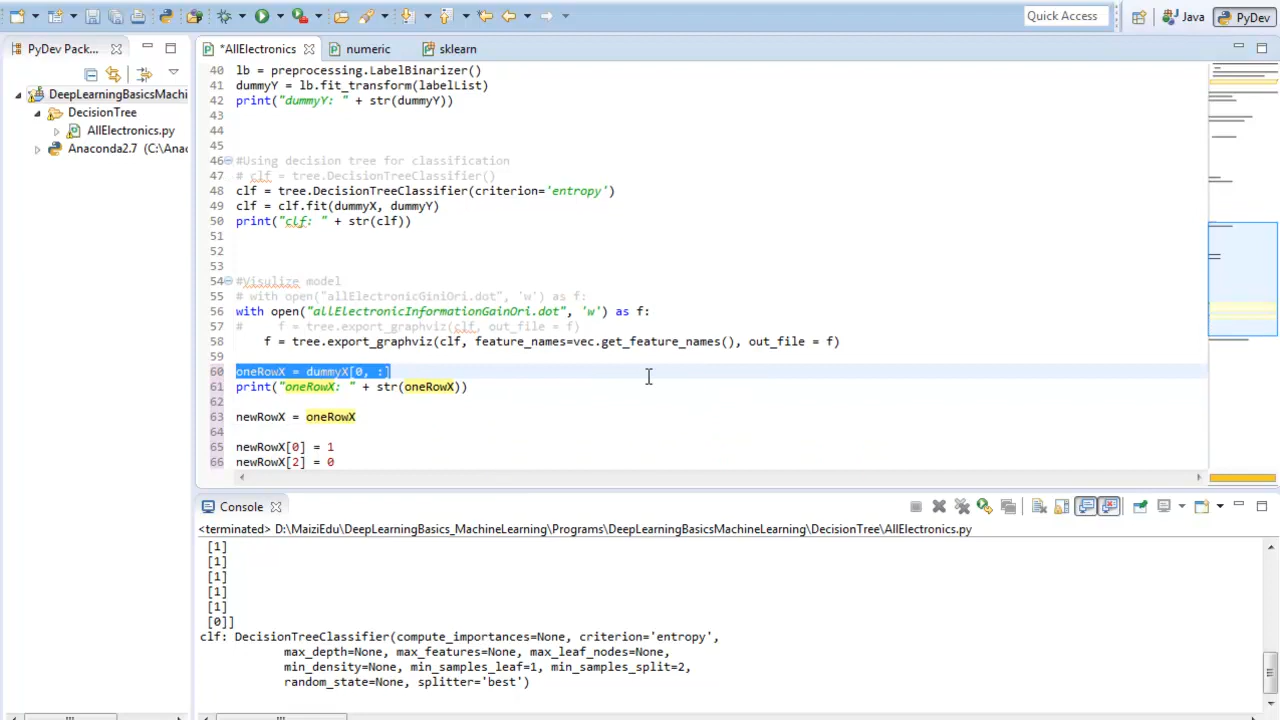 Quick Access
Java
PyDev
PyDev Pack...
*AllElectronics
numeric
sklearn
DeepLearningBasicsMachi
DecisionTree
AllElectronics.py
Anaconda2.7 (C:\Anac
40 lb = preprocessing.LabelBinarizer()
41 dummyY = lb.fit_transform(labelList)
42 print("dummyY: " + str(dummyY))
43
44
45
46 #Using decision tree for classification
47 # clf = tree.DecisionTreeClassifier()
48 clf = tree.DecisionTreeClassifier(criterion='entropy')
49 clf = clf.fit(dummyX, dummyY)
50 print("clf: " + str(clf))
51
52
53
54 #Visulize model
55 # with open("allElectronicGiniOri.dot", 'w') as f:
56 with open("allElectronicInformationGainOri.dot", 'w') as f:
57 #     f = tree.export_graphviz(clf, out_file = f)
58     f = tree.export_graphviz(clf, feature_names=vec.get_feature_names(), out_file = f)
59
60 oneRowX = dummyX[0, :]
61 print("oneRowX: " + str(oneRowX))
62
63 newRowX = oneRowX
64
65 newRowX[0] = 1
66 newRowX[2] = 0
Console
<terminated> D:\MaiziEdu\DeepLearningBasics_MachineLearning\Programs\DeepLearningBasicsMachineLearning\DecisionTree\AllElectronics.py
[1]
[1]
[1]
[1]
[1]
[0]]
clf: DecisionTreeClassifier(compute_importances=None, criterion='entropy',
max_depth=None, max_features=None, max_leaf_nodes=None,
min_density=None, min_samples_leaf=1, min_samples_split=2,
random_state=None, splitter='best')